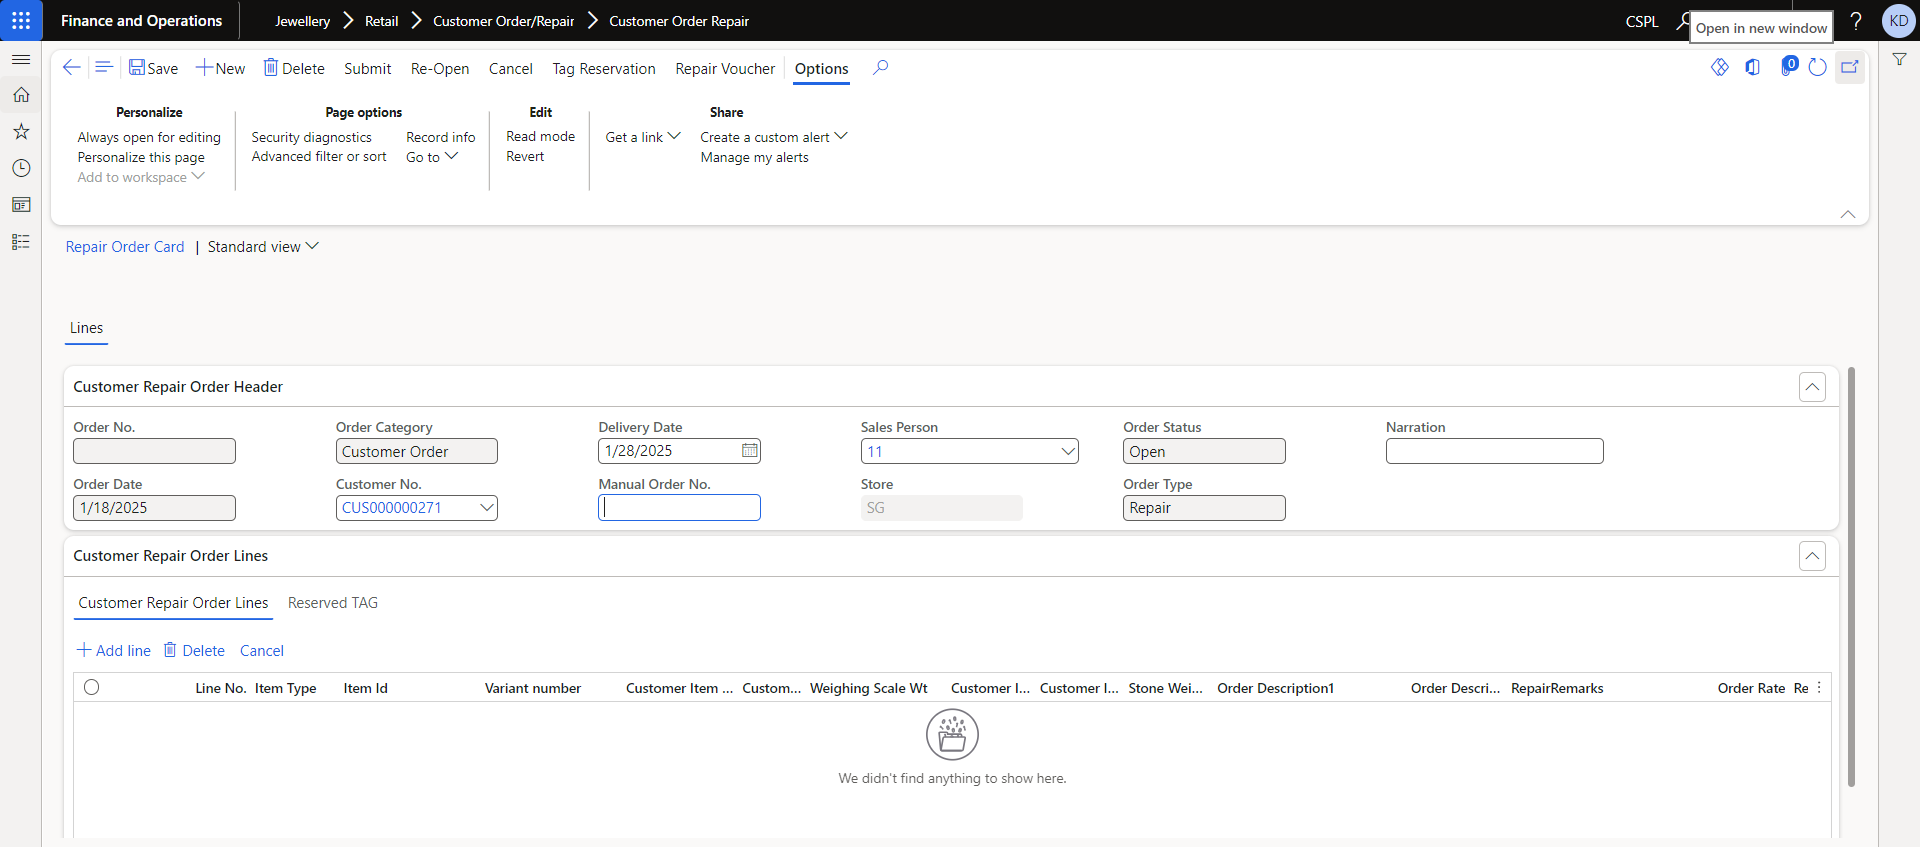 Finance and Operations
Jewellery
Retail
Customer Order/Repair
Customer Order Repair
CSPL
Open in new window
?
KD
Save
New
Delete
Submit
Re-Open
Cancel
Tag Reservation
Repair Voucher
Options
0
Personalize
Always open for editing
Personalize this page
Add to workspace
Page options
Security diagnostics
Advanced filter or sort
Record info
Go to
Edit
Read mode
Revert
Get a link
Share
Create a custom alert
Manage my alerts
Repair Order Card | Standard view
Lines
Customer Repair Order Header
Order No.
Order Category
Customer Order
Delivery Date
1/28/2025
Sales Person
11
Order Status
Open
Narration
Order Date
1/18/2025
Customer No.
CUS000000271
Manual Order No.
Store
SG
Order Type
Repair
Customer Repair Order Lines
Customer Repair Order Lines
Reserved TAG
Add line
Delete
Cancel
Line No.
Item Type
Item Id
Variant number
Customer Item ...
Custom...
Weighing Scale Wt
Customer I...
Customer I...
Stone Wei...
Order Description1
Order Descri...
RepairRemarks
Order Rate
Re
We didn't find anything to show here.